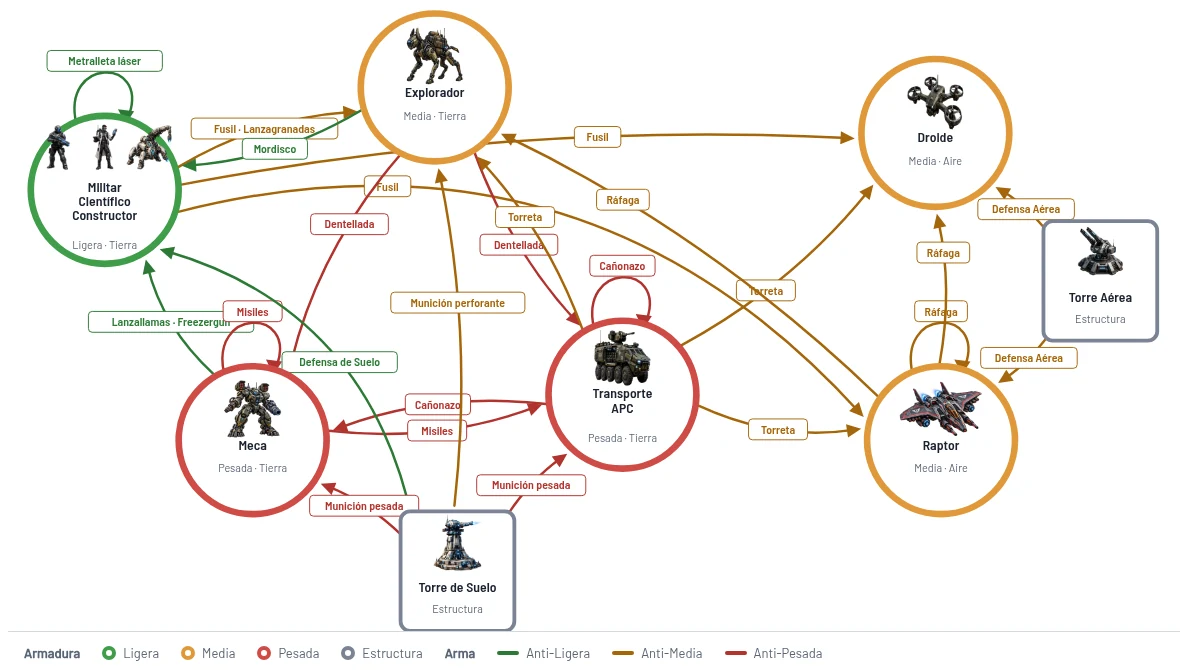 Metralleta láser
Explorador
Media · Tierra
Fusil · Lanzagranadas
Mordisco
Fusil
Drolde
Media · Aire
Militar
Científico
Constructor
Ligera · Tierra
Fusil
Ráfaga
Defensa Aérea
Dentellada
Torreta
Dentellada
Ráfaga
Cañonazo
Torreta
Torre Aérea
Estructura
Munición perforante
Lanzallamas · Freezergun
Misiles
Ráfaga
Defensa de Suelo
Defensa Aérea
Transporte
APC
Pesada · Tierra
Cañonazo
Misiles
Torreta
Meca
Pesada · Tierra
Raptor
Media · Aire
Munición pesada
Munición pesada
Torre de Suelo
Estructura
Armadura Ligera Media Pesada Estructura Arma Anti-Ligera Anti-Media Anti-Pesada